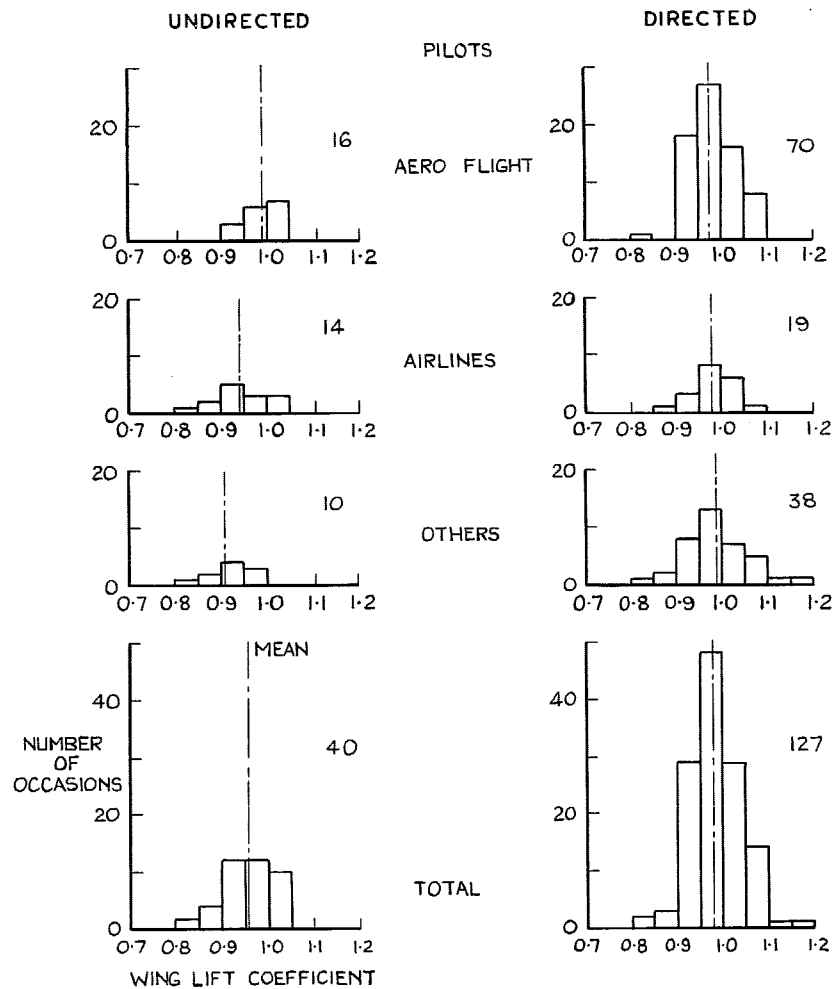 UNDIRECTED
DIRECTED
PILOTS
20
0
0.7 0.8 0.9 1.0 1.1 1.2
16
AERO FLIGHT
20
0
0.7 0.8 0.9 1.0 1.1 1.2
70
20
0
0.7 0.8 0.9 1.0 1.1 1.2
14
AIRLINES
20
0
0.7 0.8 0.9 1.0 1.1 1.2
19
20
0
0.7 0.8 0.9 1.0 1.1 1.2
10
OTHERS
20
0
0.7 0.8 0.9 1.0 1.1 1.2
38
MEAN
40
20
0
NUMBER
OF
OCCASIONS
0.7 0.8 0.9 1.0 1.1 1.2
40
WING LIFT COEFFICIENT
TOTAL
40
20
0
0.7 0.8 0.9 1.0 1.1 1.2
127